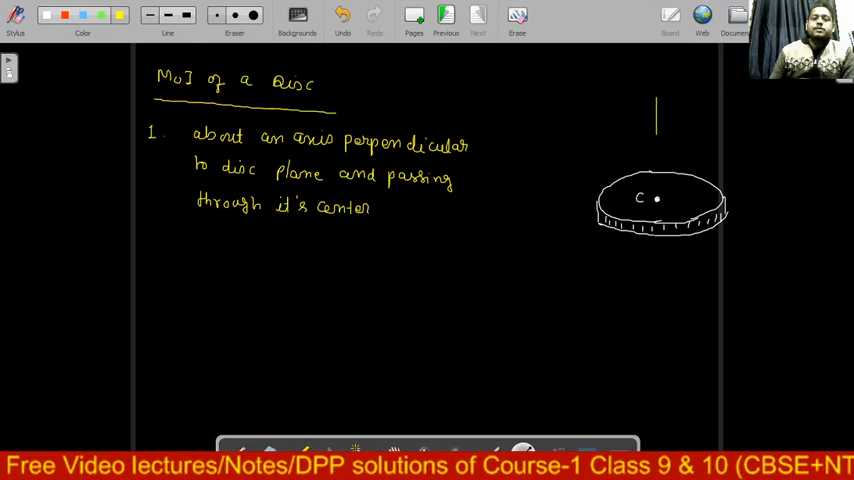 Stylus
Color
Line
Eraser
Backgrounds
Undo
Redo
Pages
Previous
Next
Erase
Board
Web
Documen
MOI of a Disc
1. about an axis perpendicular
to disc plane and passing
through it's center
C
Free Video lectures/Notes/DPP solutions of Course-1 Class 9 & 10 (CBSE+NT